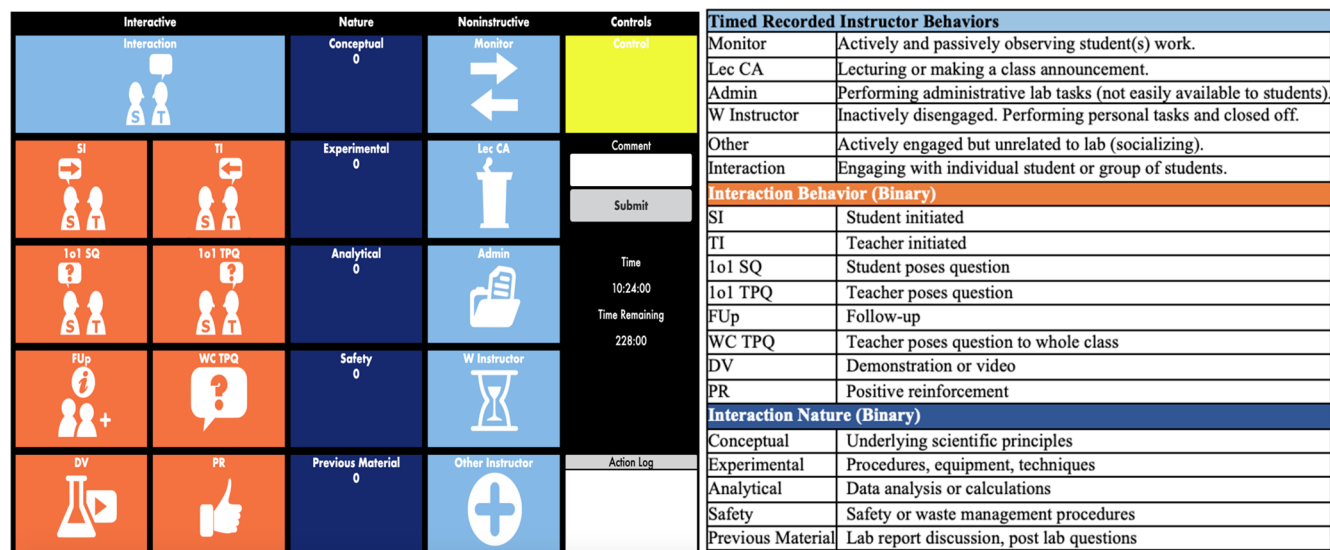 Interactive Nature Noninstructive Controls
Interaction Conceptual Monitor Control
0
S T
SI TI Experimental Lec CA Comment
0
S T S T
Submit
1o1 SQ 1o1 TPQ Analytical Admin
0
? ?
S T S T
Time
10:24:00
Time Remaining
228:00
FUp WC TPQ Safety W Instructor
0
i ?
+
DV PR Previous Material Other Instructor Action Log
0
Timed Recorded Instructor Behaviors
Monitor Actively and passively observing student(s) work.
Lec CA Lecturing or making a class announcement.
Admin Performing administrative lab tasks (not easily available to students).
W Instructor Inactively disengaged. Performing personal tasks and closed off.
Other Actively engaged but unrelated to lab (socializing).
Interaction Engaging with individual student or group of students.
Interaction Behavior (Binary)
SI Student initiated
TI Teacher initiated
1o1 SQ Student poses question
1o1 TPQ Teacher poses question
FUp Follow-up
WC TPQ Teacher poses question to whole class
DV Demonstration or video
PR Positive reinforcement
Interaction Nature (Binary)
Conceptual Underlying scientific principles
Experimental Procedures, equipment, techniques
Analytical Data analysis or calculations
Safety Safety or waste management procedures
Previous Material Lab report discussion, post lab questions